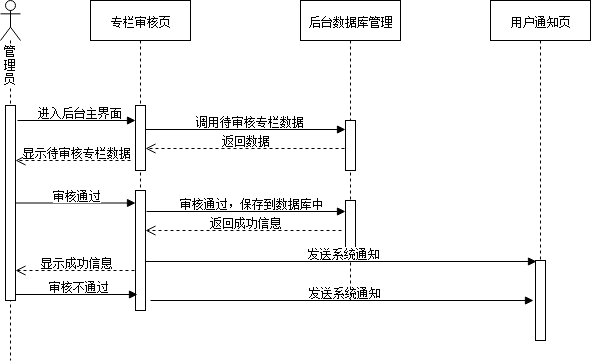 专栏审核页
后台数据库管理
用户通知页
管理员
进入后台主界面
调用待审核专栏数据
返回数据
显示待审核专栏数据
审核通过
审核通过，保存到数据库中
返回成功信息
发送系统通知
显示成功信息
审核不通过
发送系统通知